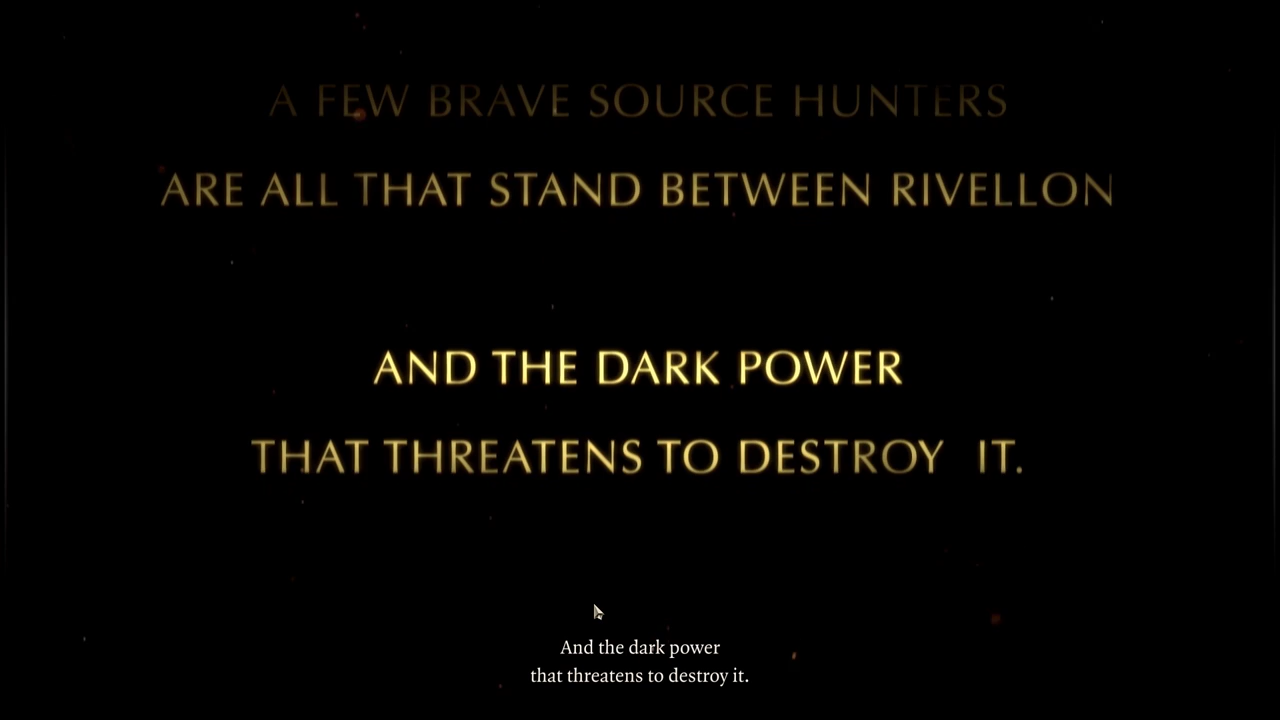 A FEW BRAVE SOURCE HUNTERS
ARE ALL THAT STAND BETWEEN RIVELLON
AND THE DARK POWER
THAT THREATENS TO DESTROY IT.
And the dark power
that threatens to destroy it.